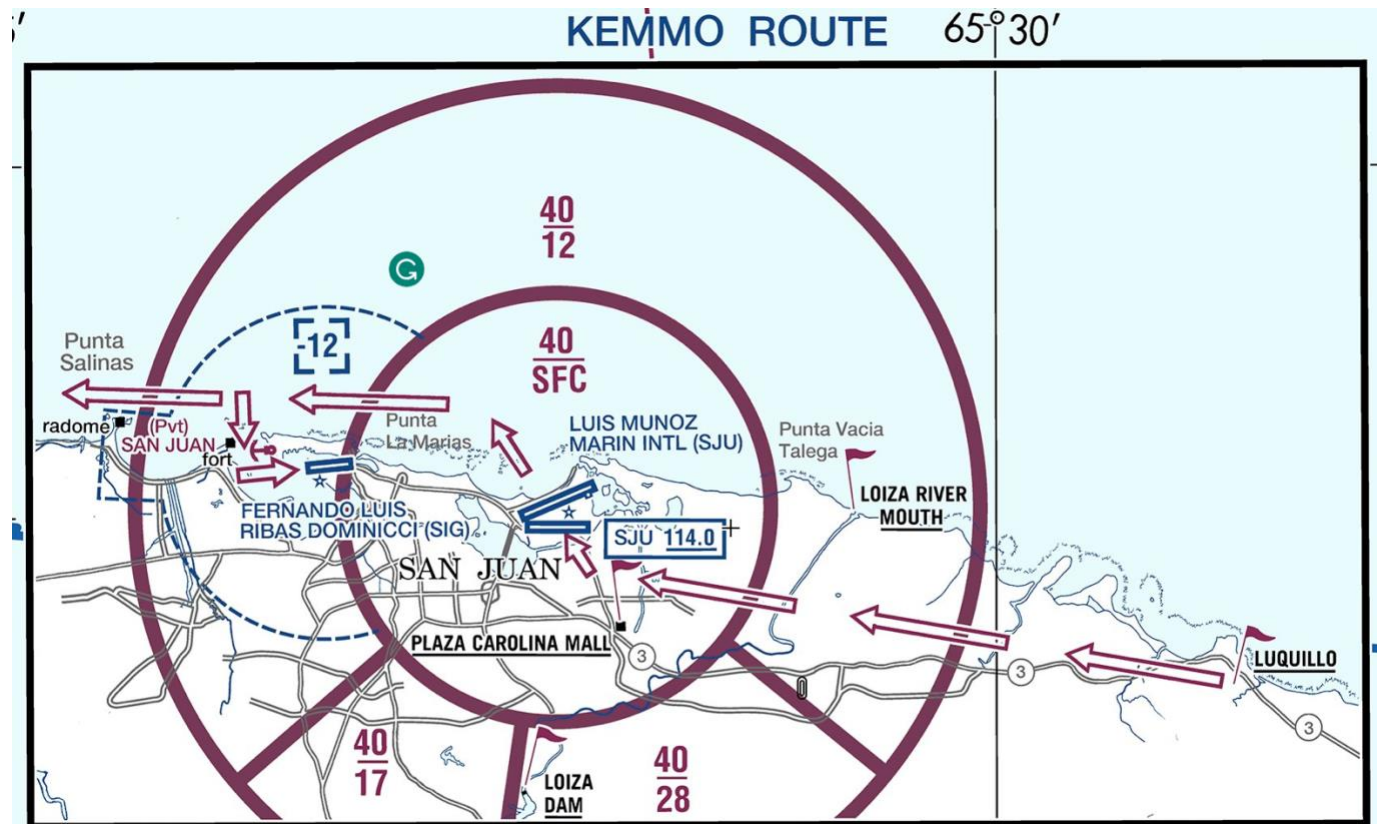 5'
KEMMO ROUTE
65° 30'
40
12
G
-12
40
SFC
Punta
Salinas
radome
(Pvt)
SAN JUAN
fort
Punta
La Marias
LUIS MUNOZ
MARIN INTL (SJU)
Punta Vacia
Talega
LOIZA RIVER
MOUTH
FERNANDO LUIS
RIBAS DOMINICCI (SIG)
SJU 114.0
SAN JUAN
PLAZA CAROLINA MALL
3
3
LUQUILLO
3
40
17
LOIZA
DAM
40
28